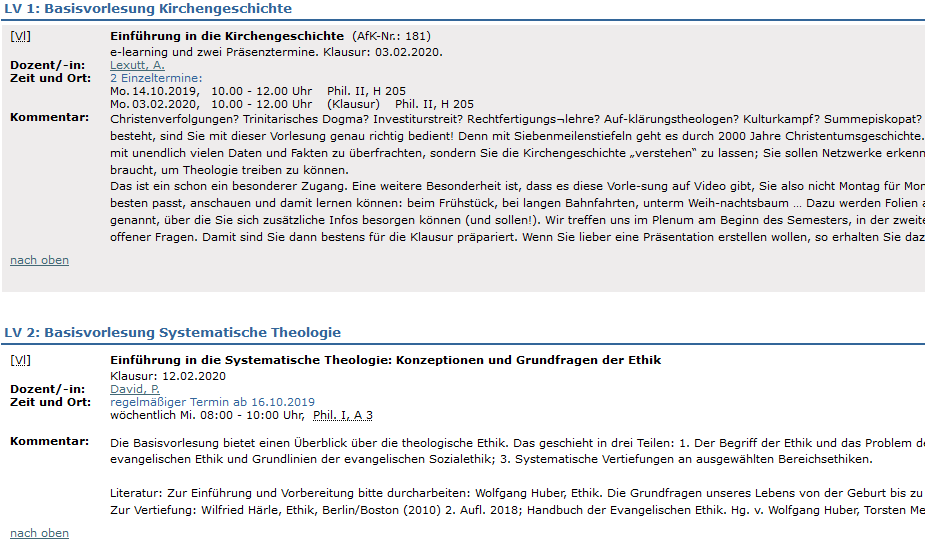 LV 1: Basisvorlesung Kirchengeschichte
[Vl] Einführung in die Kirchengeschichte (AfK-Nr.: 181)
e-learning und zwei Präsenztermine. Klausur: 03.02.2020.
Dozent/-in: Lexutt, A.
Zeit und Ort: 2 Einzeltermine:
Mo. 14.10.2019, 10.00 - 12.00 Uhr Phil. II, H 205
Mo. 03.02.2020, 10.00 - 12.00 Uhr (Klausur) Phil. II, H 205
Kommentar: Christenverfolgungen? Trinitarisches Dogma? Investiturstreit? Rechtfertigungs¬lehre? Auf-klärungstheologen? Kulturkampf? Summepiskopat?
besteht, sind Sie mit dieser Vorlesung genau richtig bedient! Denn mit Siebenmeilenstiefeln geht es durch 2000 Jahre Christentumsgeschichte.
mit unendlich vielen Daten und Fakten zu überfrachten, sondern Sie die Kirchengeschichte „verstehen“ zu lassen; Sie sollen Netzwerke erkenn
braucht, um Theologie treiben zu können.
Das ist ein schon ein besonderer Zugang. Eine weitere Besonderheit ist, dass es diese Vorle-sung auf Video gibt, Sie also nicht Montag für Mon
besten passt, anschauen und damit lernen können: beim Frühstück, bei langen Bahnfahrten, unterm Weih-nachtsbaum … Dazu werden Folien a
genannt, über die Sie sich zusätzliche Infos besorgen können (und sollen!). Wir treffen uns im Plenum am Beginn des Semesters, in der zweite
offener Fragen. Damit sind Sie dann bestens für die Klausur präpariert. Wenn Sie lieber eine Präsentation erstellen wollen, so erhalten Sie daz
nach oben
LV 2: Basisvorlesung Systematische Theologie
[Vl] Einführung in die Systematische Theologie: Konzeptionen und Grundfragen der Ethik
Klausur: 12.02.2020
Dozent/-in: David, P.
Zeit und Ort: regelmäßiger Termin ab 16.10.2019
wöchentlich Mi. 08:00 - 10:00 Uhr, Phil. I, A 3
Kommentar: Die Basisvorlesung bietet einen Überblick über die theologische Ethik. Das geschieht in drei Teilen: 1. Der Begriff der Ethik und das Problem de
evangelischen Ethik und Grundlinien der evangelischen Sozialethik; 3. Systematische Vertiefungen an ausgewählten Bereichsethiken.
Literatur: Zur Einführung und Vorbereitung bitte durcharbeiten: Wolfgang Huber, Ethik. Die Grundfragen unseres Lebens von der Geburt bis zu
Zur Vertiefung: Wilfried Härle, Ethik, Berlin/Boston (2010) 2. Aufl. 2018; Handbuch der Evangelischen Ethik. Hg. v. Wolfgang Huber, Torsten Me
nach oben